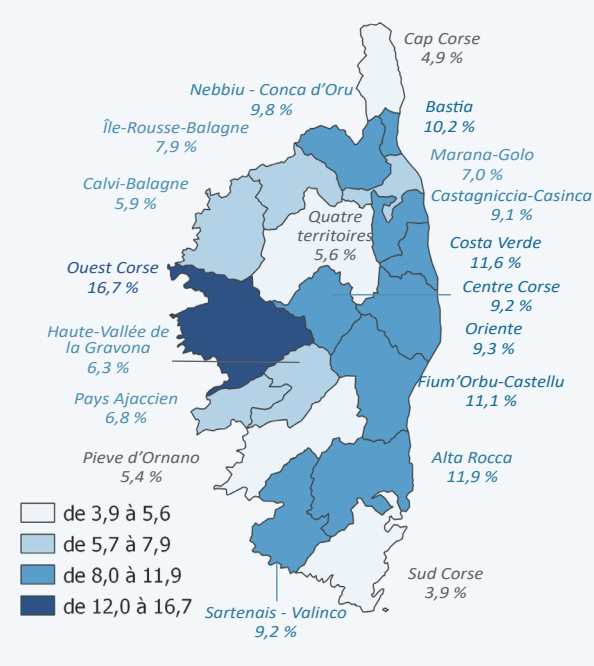 Cap Corse
4,9 %
Nebbiu - Conca d’Oru
9,8 %
Bastia
10,2 %
Île-Rousse-Balagne
7,9 %
Marana-Golo
7,0 %
Calvi-Balagne
5,9 %
Castagniccia-Casinca
9,1 %
Quatre
territoires
5,6 %
Costa Verde
11,6 %
Ouest Corse
16,7 %
Centre Corse
9,2 %
Haute-Vallée de
la Gravona
6,3 %
Oriente
9,3 %
Fium’Orbu-Castellu
11,1 %
Pays Ajaccien
6,8 %
Pieve d’Ornano
5,4 %
Alta Rocca
11,9 %
de 3,9 à 5,6
de 5,7 à 7,9
de 8,0 à 11,9
de 12,0 à 16,7
Sud Corse
3,9 %
Sartenais - Valinco
9,2 %